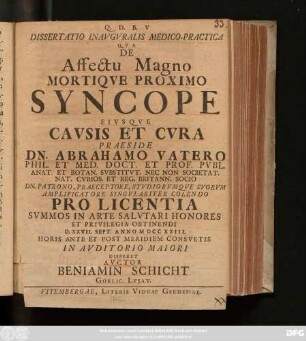 Q. D. B. V
DISSERTATIO INAVGVRALIS MEDICO-PRACTICA
QVA
DE
Affectu Magno
MORTIQVE PROXIMO
SYNCOPE
EIVSQVE
CAVSIS ET CVRA
PRAESIDE
DN. ABRAHAMO VATERO
PHIL. ET MED. DOCT. ET PROF. PVBL.
ANAT. ET BOTAN. SVBSTITVT. NEC NON SOCIETAT.
NAT. CVRIOS. ET REG. BRITANN. SOCIO
DN. PATRONO, PRAECEPTORE, STVDIORVMQVE SVORVM
AMPLIFICATORE SINGVLARITER COLENDO
PRO LICENTIA
SVMMOS IN ARTE SALVTARI HONORES
ET PRIVILEGIA OBTINENDI
D. XXVII. SEPT. ANNO MDCCXXIIII.
HORIS ANTE ET POST MERIDIEM CONSVETIS
IN AVDITORIO MAIORI
DISSERET
AVCTOR
BENIAMIN SCHICHT
GORLIC. LVSAT.
VITEMBERGAE, LITERIS VIDVAE GERDESIAE.